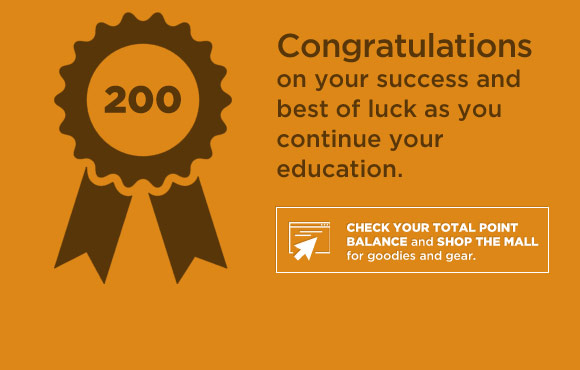 200
Congratulations
on your success and
best of luck as you
continue your
education.
CHECK YOUR TOTAL POINT
BALANCE and SHOP THE MALL
for goodies and gear.